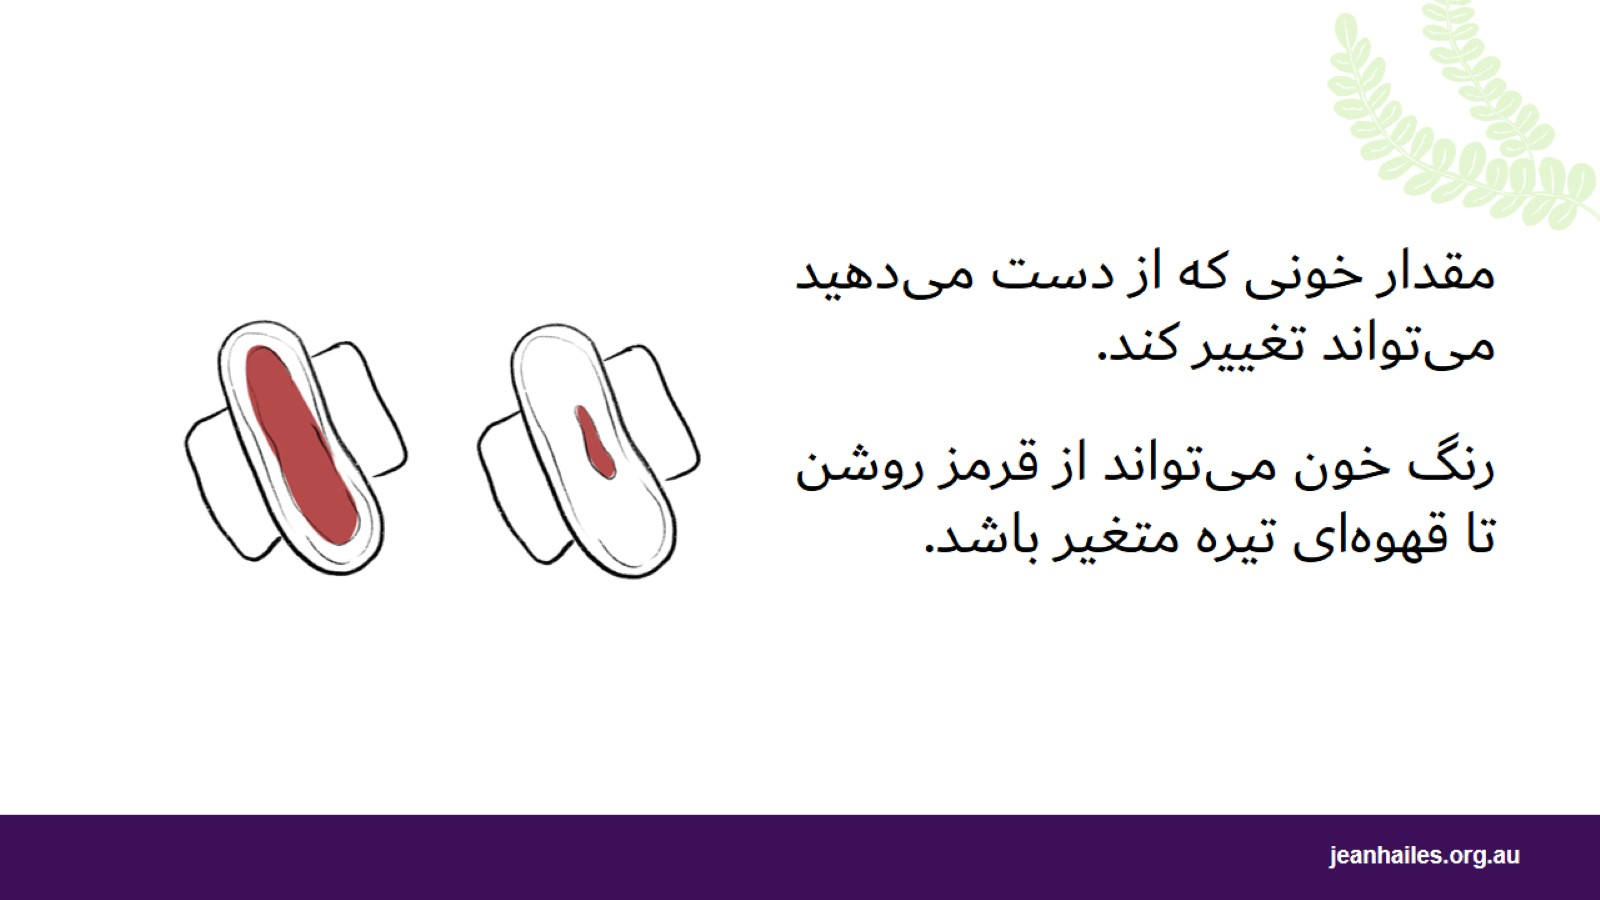 مقدار خونی که از دست می‌دهید
می‌تواند تغییر کند.
رنگ خون می‌تواند از قرمز روشن
تا قهوه‌ای تیره متغیر باشد.
jeanhailes.org.au